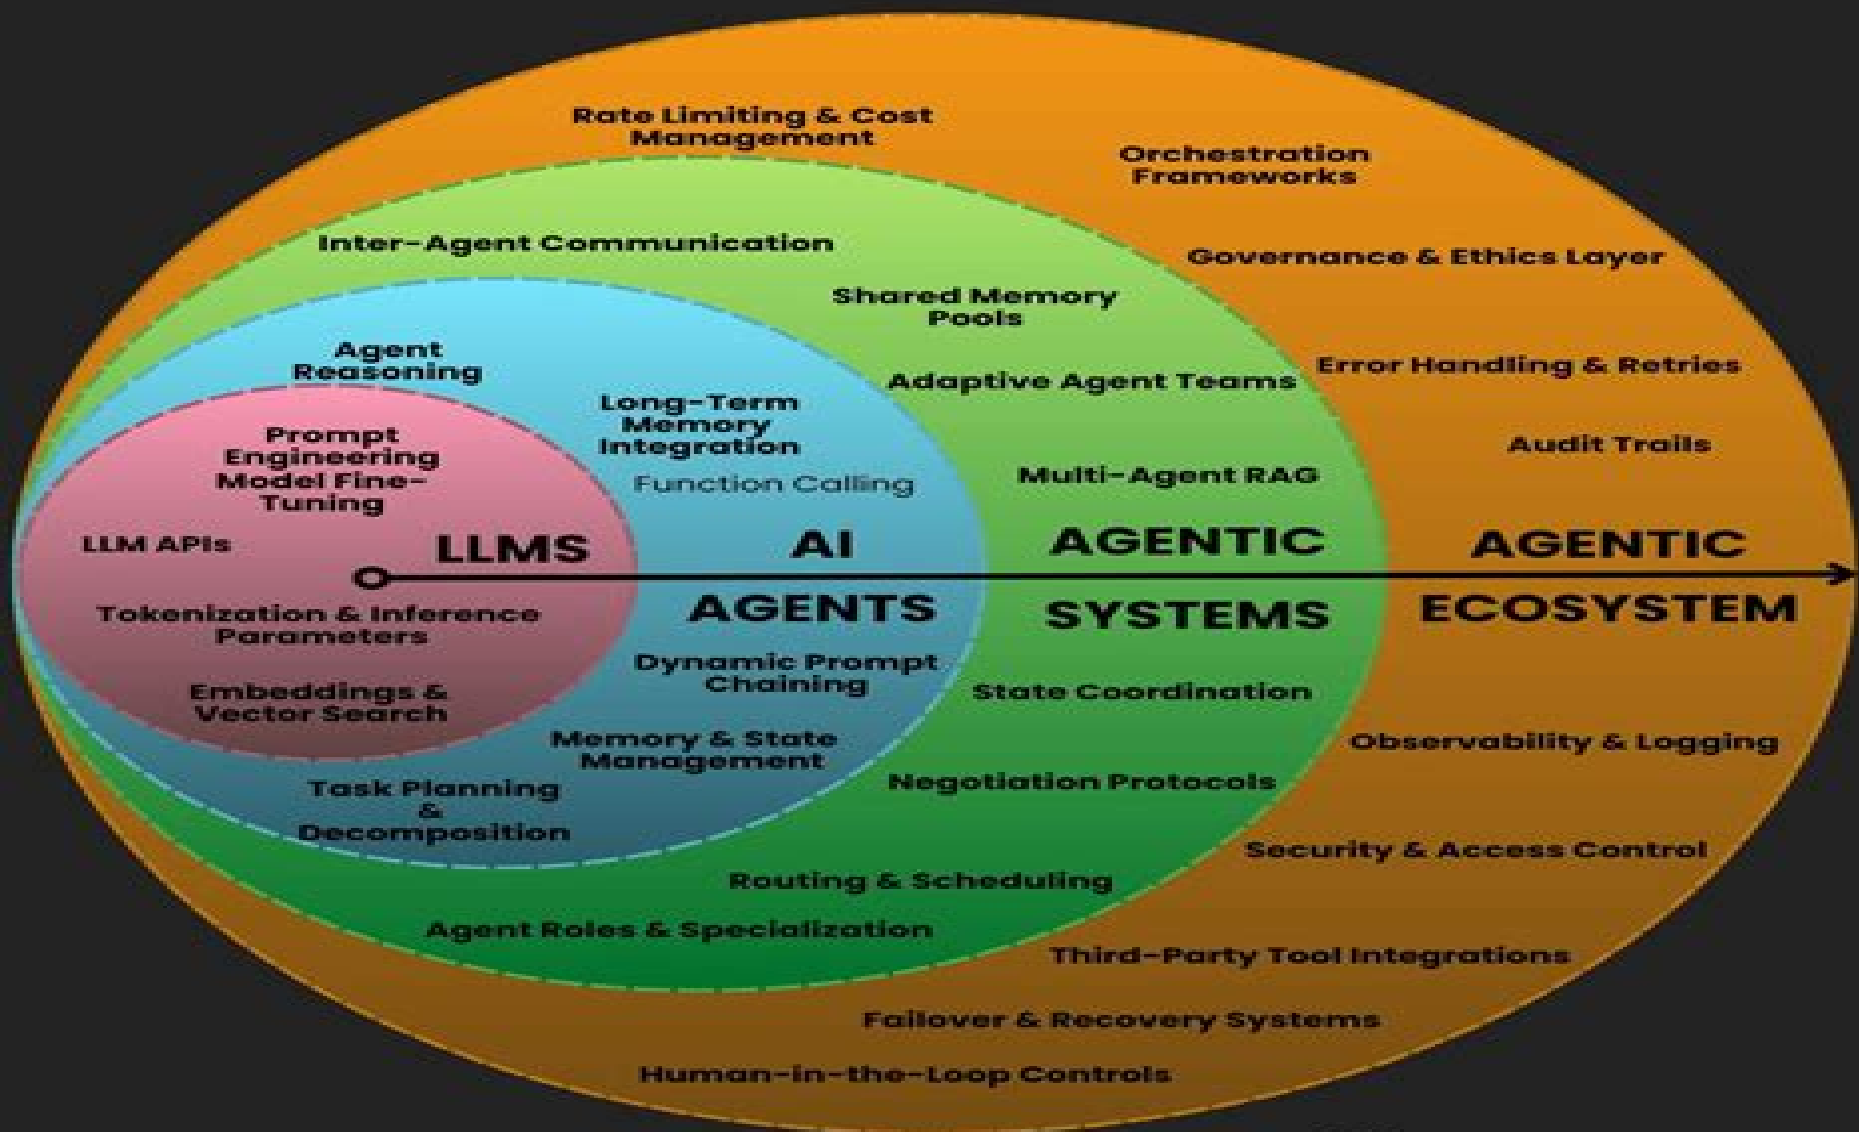 Rate Limiting & Cost
Management
Orchestration
Frameworks
Inter-Agent Communication
Governance & Ethics Layer
Shared Memory
Pools
Agent
Reasoning
Error Handling & Retries
Adaptive Agent Teams
Long-Term
Memory
Integration
Prompt
Engineering
Model Fine-
Tuning
Audit Trails
Function Calling
Multi-Agent RAG
LLM APIs
LLMS
AI
AGENTS
AGENTIC
SYSTEMS
AGENTIC
ECOSYSTEM
Tokenization & Inference
Parameters
Dynamic Prompt
Chaining
Embeddings &
Vector Search
State Coordination
Memory & State
Management
Observability & Logging
Task Planning
&
Decomposition
Negotiation Protocols
Security & Access Control
Routing & Scheduling
Agent Roles & Specialization
Third-Party Tool Integrations
Failover & Recovery Systems
Human-in-the-Loop Controls